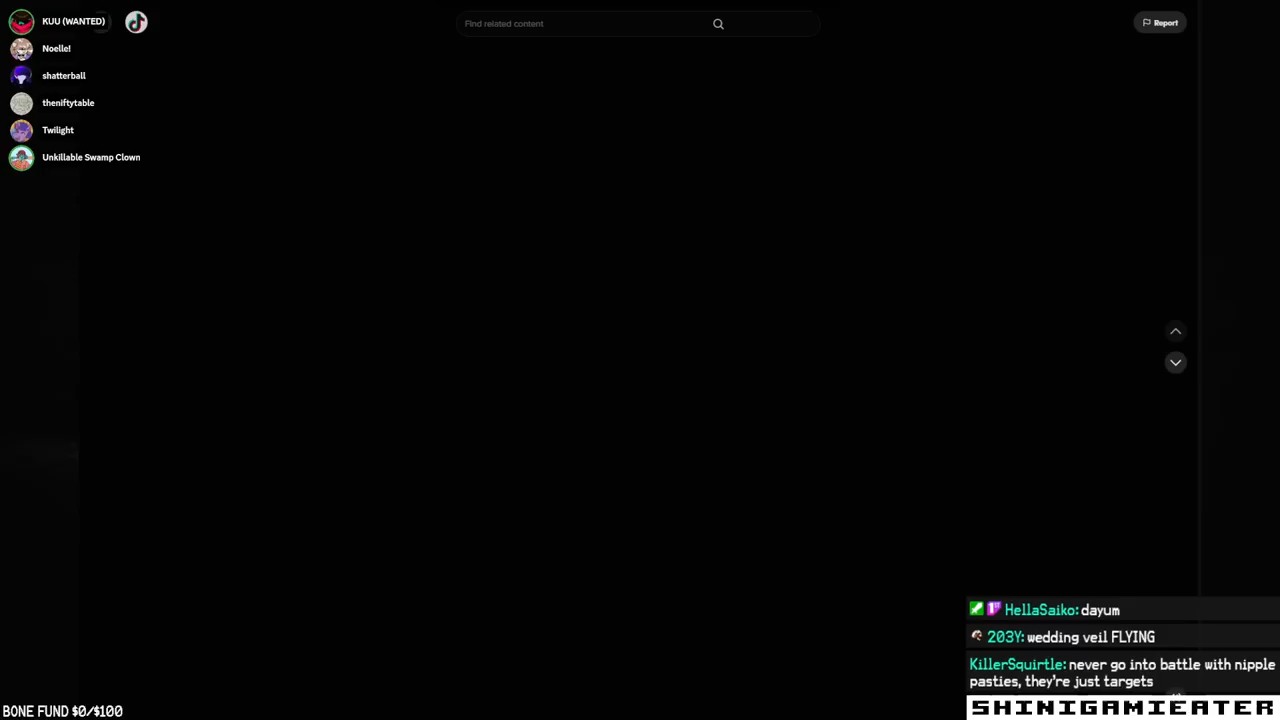 KUU (WANTED)
Find related content
Report
Noelle!
shatterball
theniftytable
Twilight
Unkillable Swamp Clown
HellaSaiko: dayum
203Y: wedding veil FLYING
KillerSquirtle: never go into battle with nipple
pasties, they're just targets
BONE FUND $0/$100
SHINIGAMIEATER